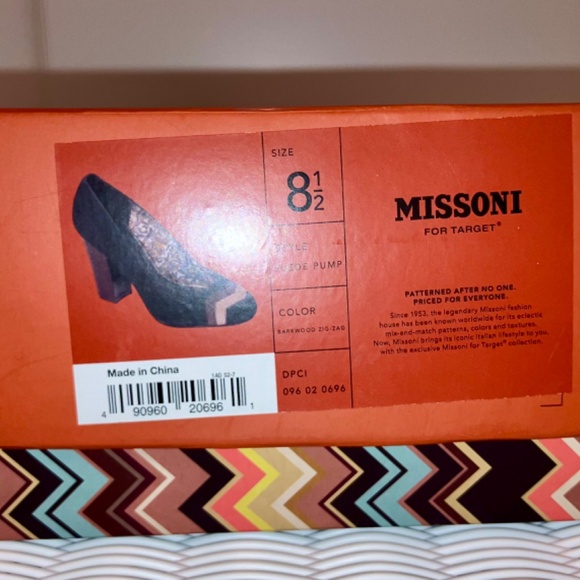 SIZE
8 1/2
PUMP
COLOR
BARKWOOD ZIG-ZAG
DPCI
096 02 0696
MISSONI
FOR TARGET®
PATTERNED AFTER NO ONE.
PRICED FOR EVERYONE.
Since 1953, the legendary Missoni fashion
house has been known worldwide for its eclectic
mix-and-match patterns, colors and textures.
Now, Missoni brings its iconic Italian lifestyle to you,
with the exclusive Missoni for Target® collection.
Made in China
4 90960 20696 1